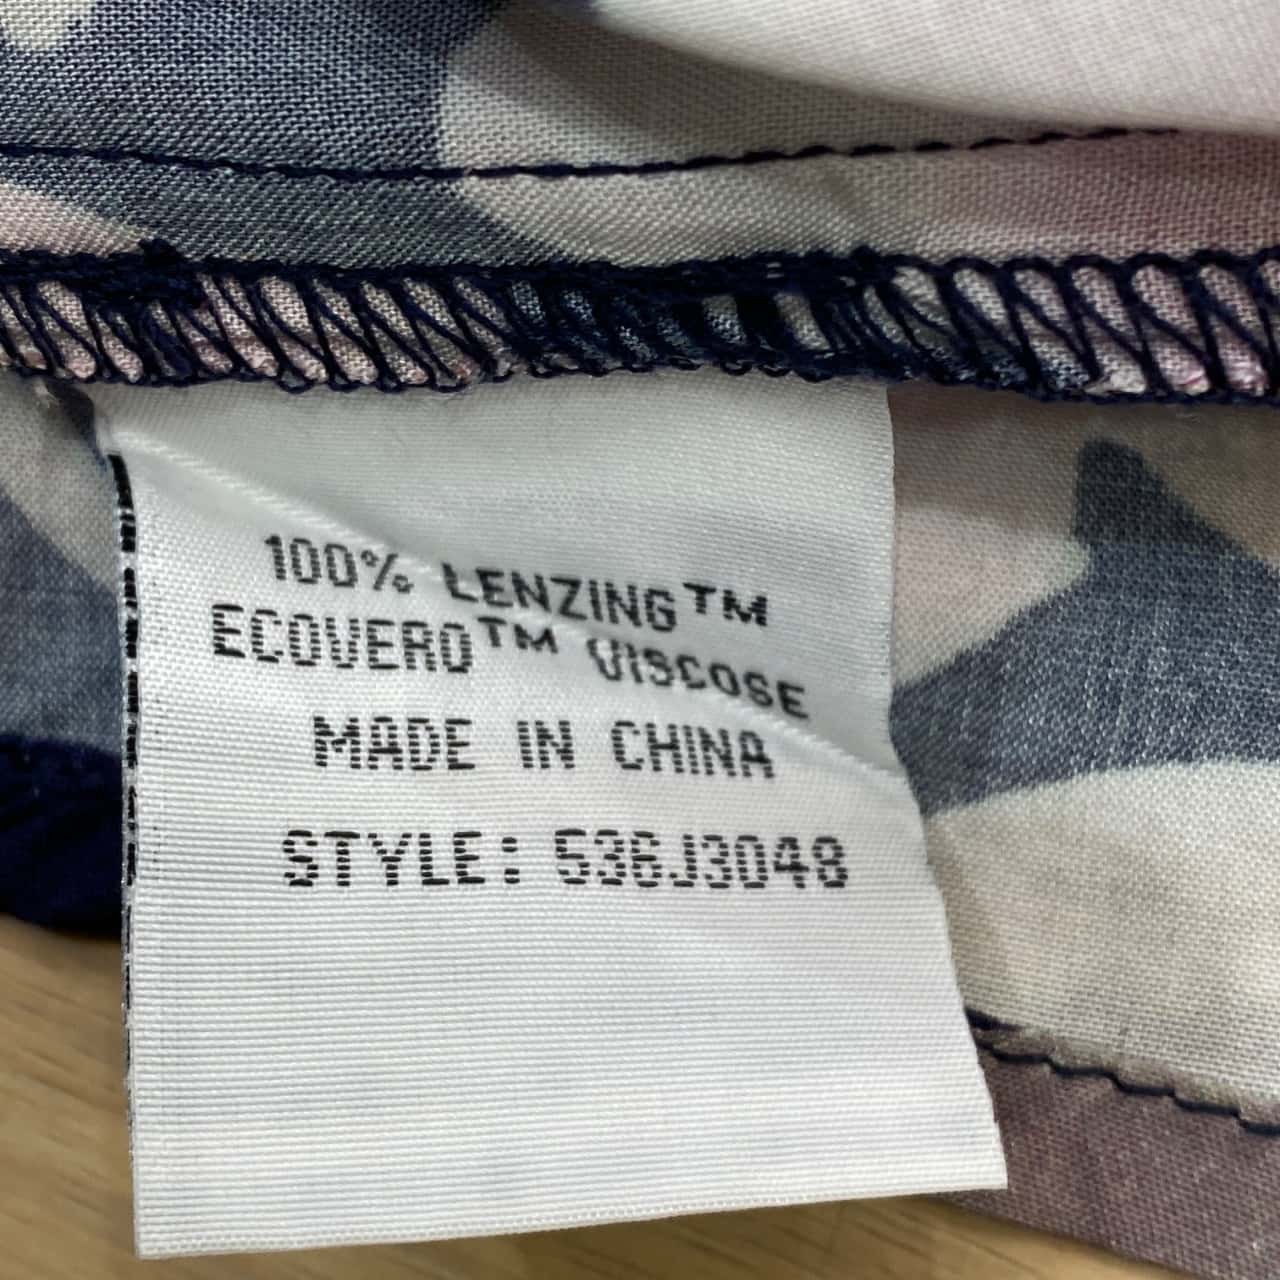 100% LENZING™
ECOVERO™ VISCOSE
MADE IN CHINA
STYLE: 536J3048